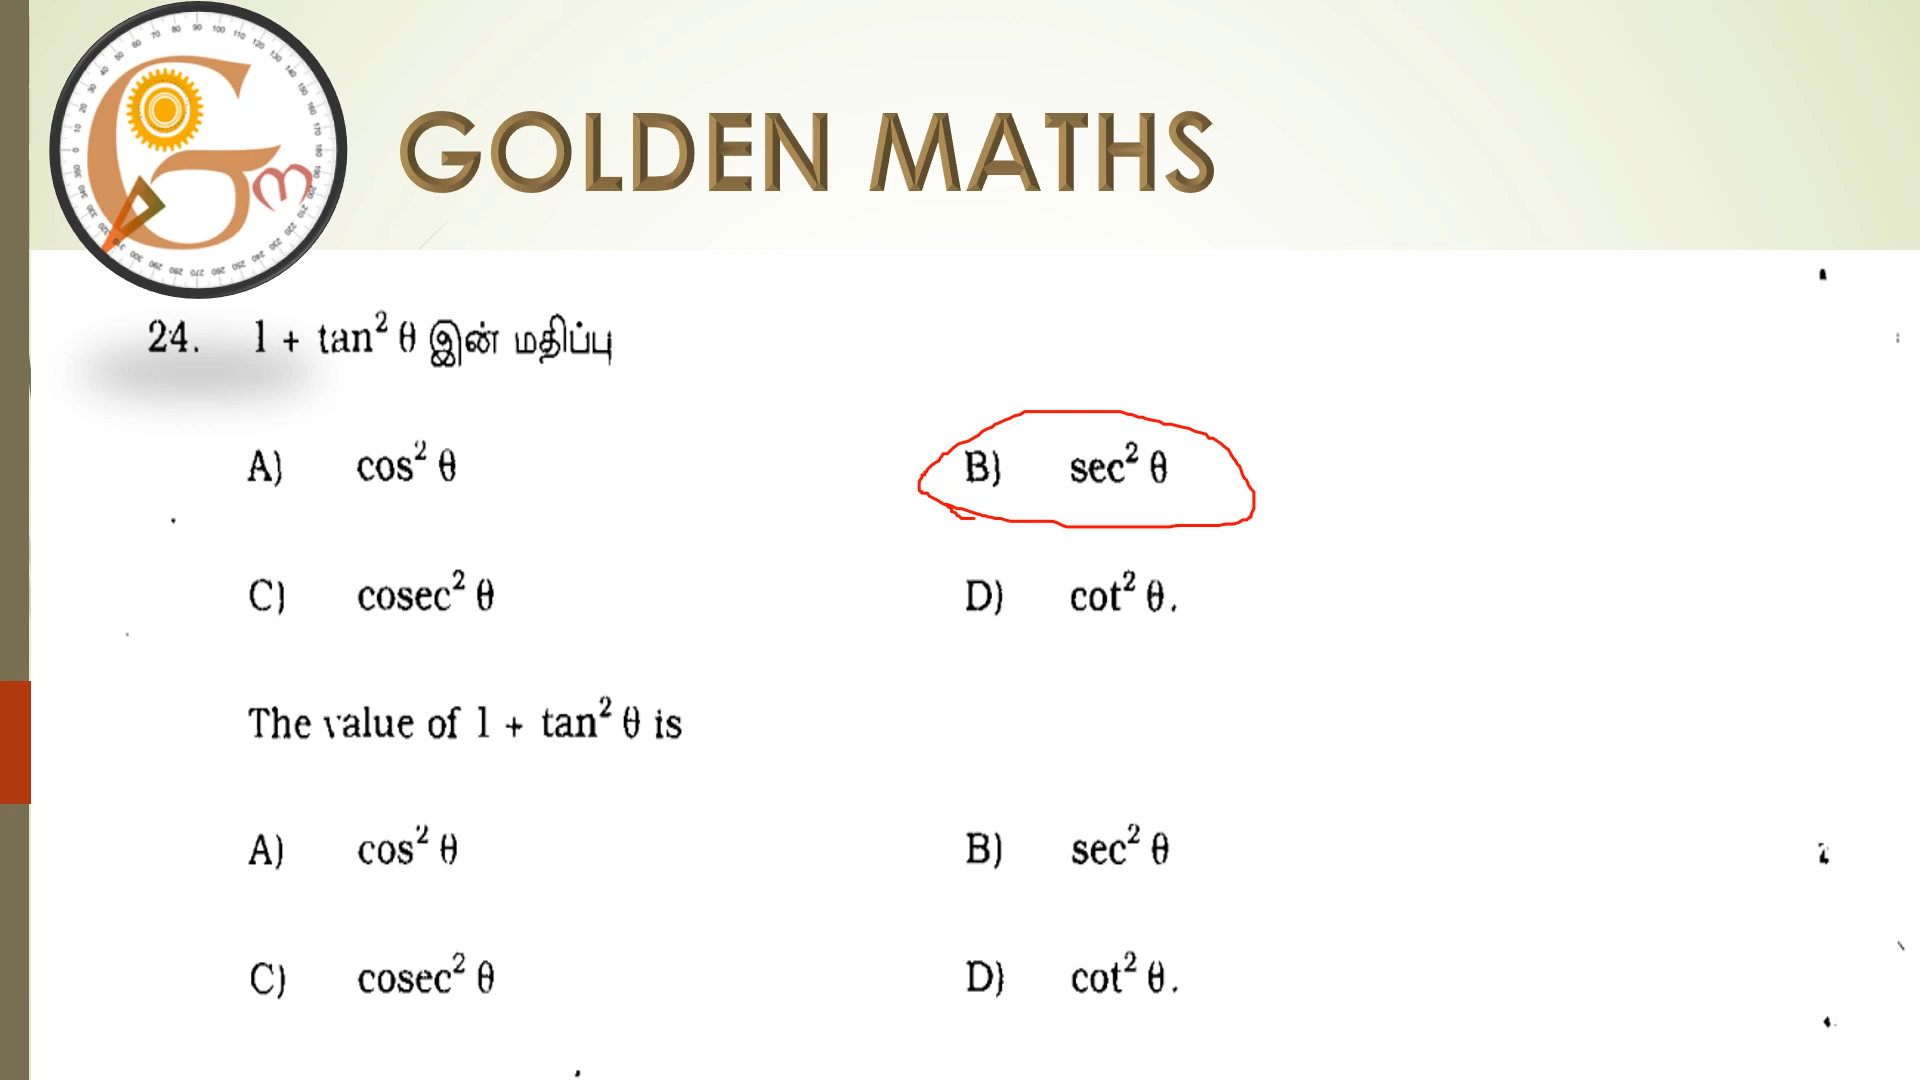 GOLDEN MATHS
24. 1 + tan² θ இன் மதிப்பு
A) cos² θ B) sec² θ
C) cosec² θ D) cot² θ.
The value of 1 + tan² θ is
A) cos² θ B) sec² θ
C) cosec² θ D) cot² θ.